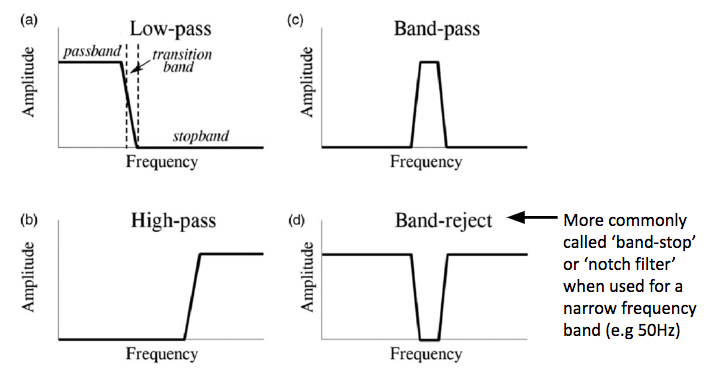 (a)
Low-pass
passband
transition
band
stopband
Amplitude
Frequency
(c)
Band-pass
Amplitude
Frequency
(b)
High-pass
Amplitude
Frequency
(d)
Band-reject
Amplitude
Frequency
More commonly
called ‘band-stop’
or ‘notch filter’
when used for a
narrow frequency
band (e.g 50Hz)